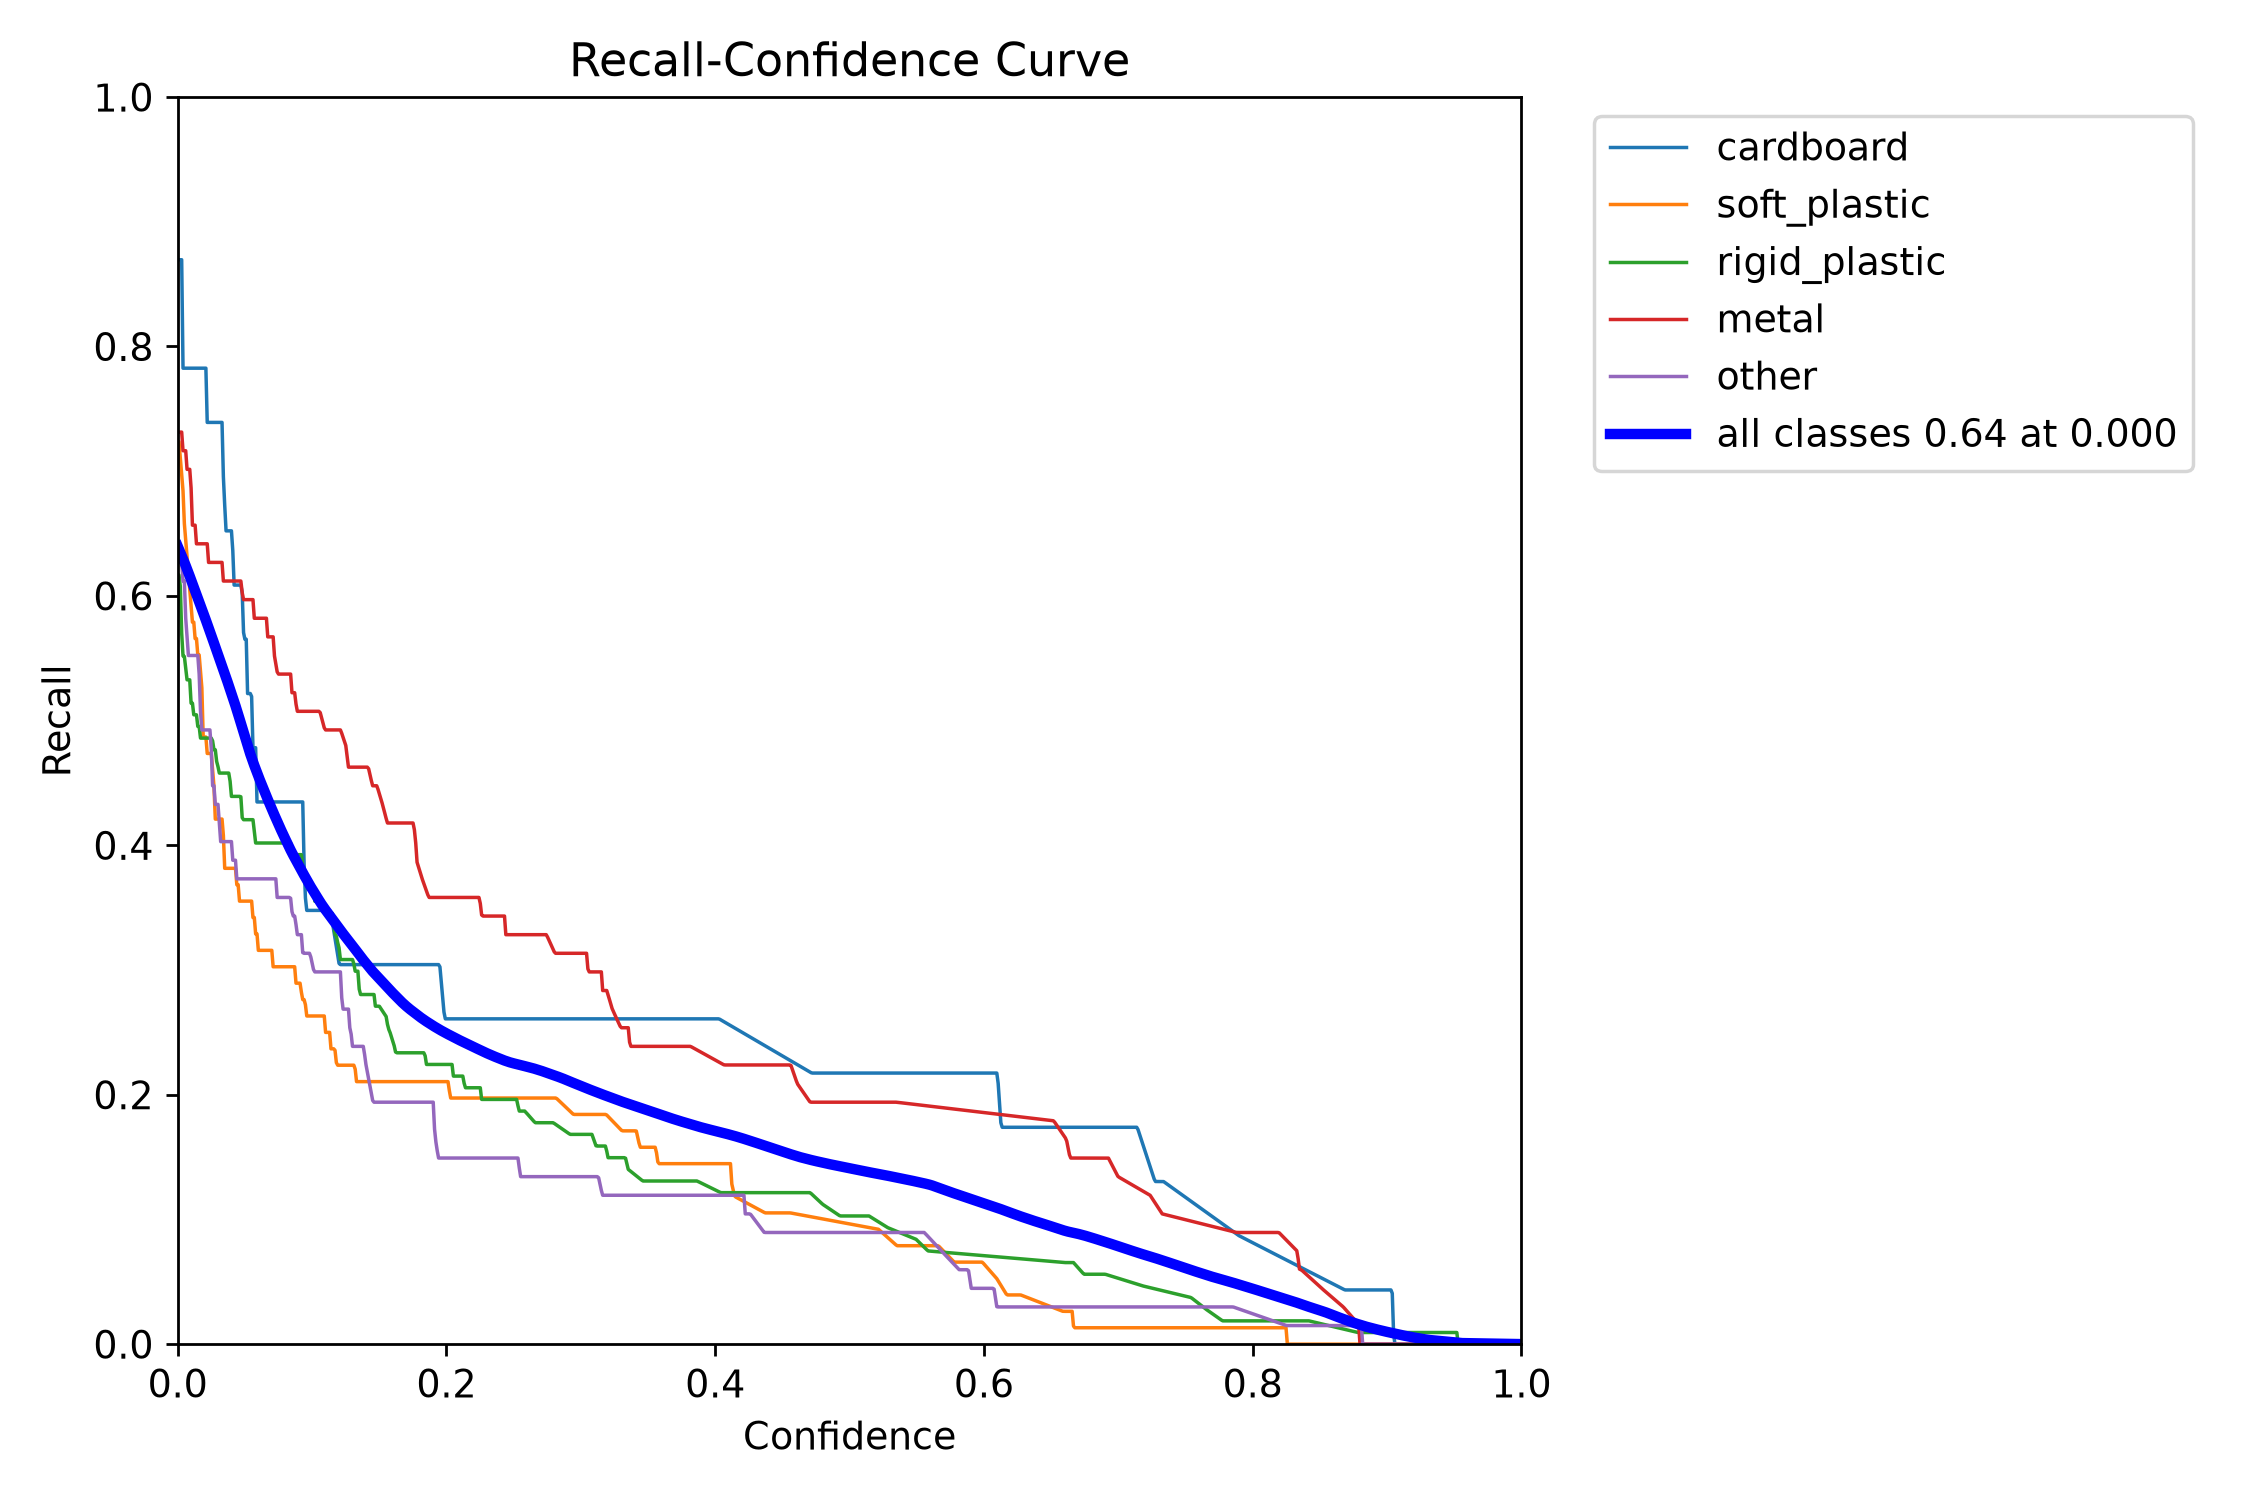 Recall-Confidence Curve
1.0
0.8
0.6
0.4
0.2
0.0
Recall
0.0 0.2 0.4 0.6 0.8 1.0
Confidence
cardboard
soft_plastic
rigid_plastic
metal
other
all classes 0.64 at 0.000